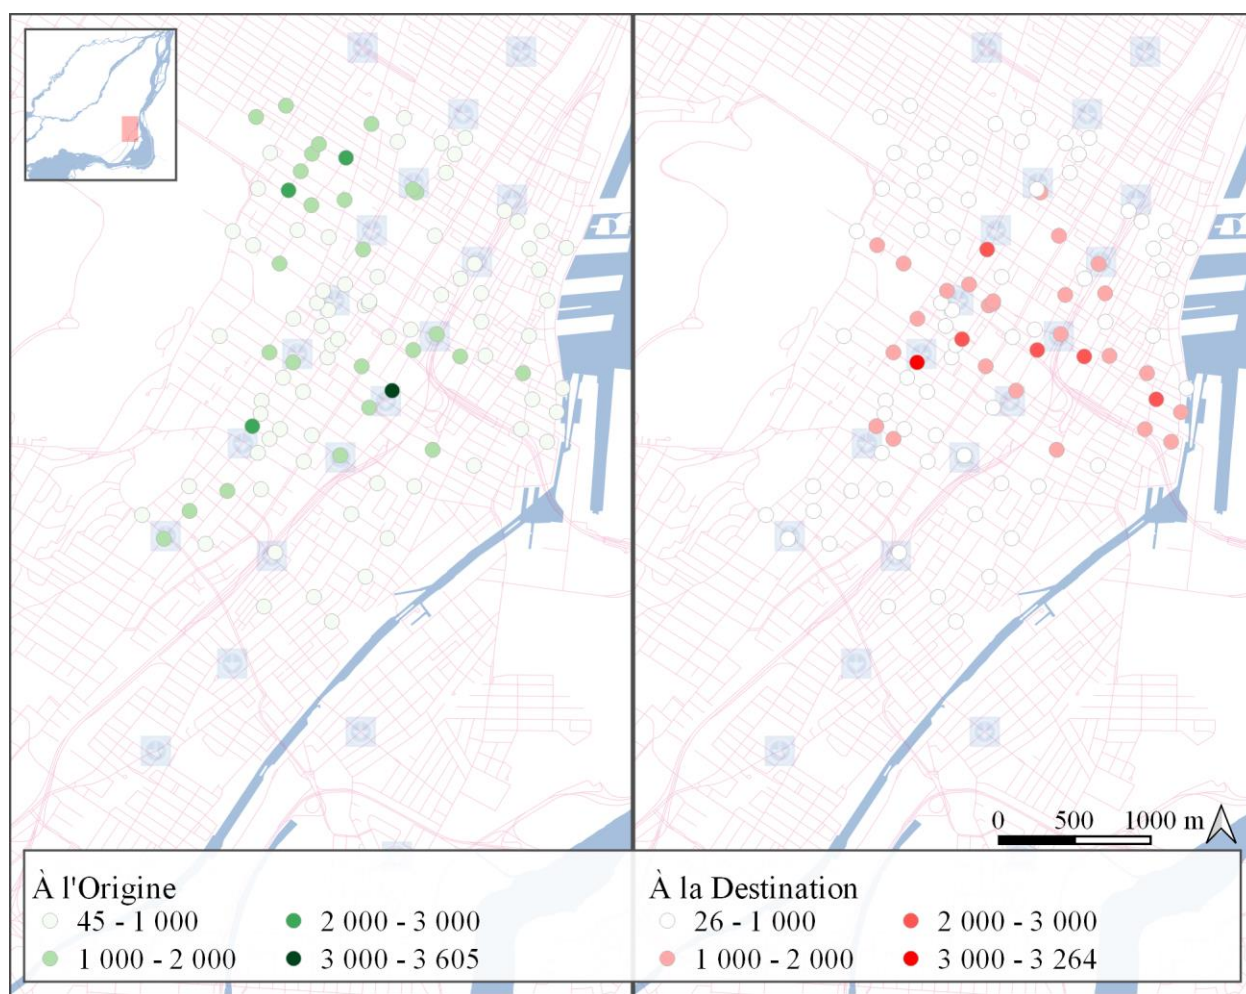 0 500 1000 m
À l'Origine
45 - 1 000
2 000 - 3 000
1 000 - 2 000
3 000 - 3 605
À la Destination
26 - 1 000
2 000 - 3 000
1 000 - 2 000
3 000 - 3 264